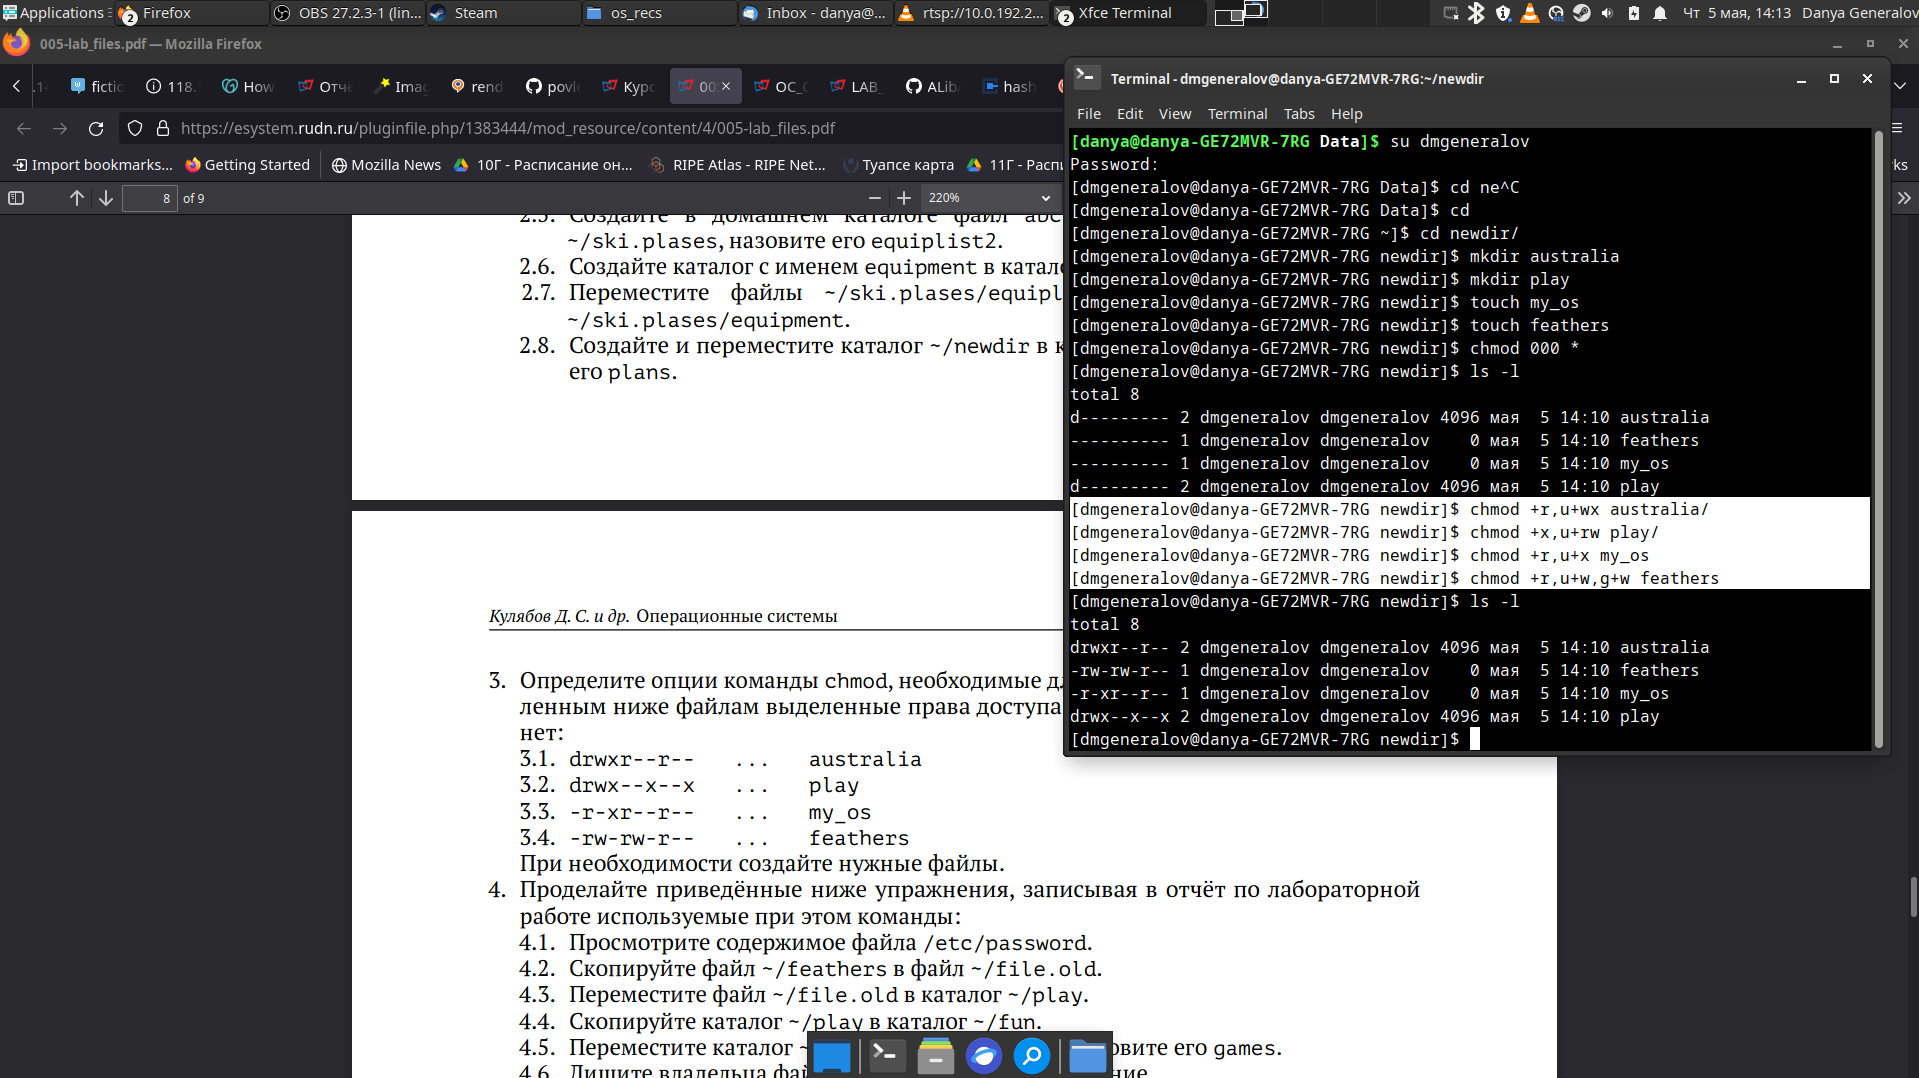 Applications
2 Firefox
OBS 27.2.3-1 (lin...
Steam
os_recs
Inbox - danya@...
rtsp://10.0.192.2...
2 Xfce Terminal
Чт 5 мая, 14:13
Danya Generalov
005-lab_files.pdf — Mozilla Firefox
fictio
118.
How
Отчё
Imag
rend
povl
Курс
00
OC_
LAB_
ALib
hash
https://esystem.rudn.ru/pluginfile.php/1383444/mod_resource/content/4/005-lab_files.pdf
Import bookmarks...
Getting Started
Mozilla News
10Г - Расписание он...
RIPE Atlas - RIPE Net...
Туапсе карта
11Г - Распи
ks
8 of 9
220%
2.5. Создайте в домашнем каталоге файл abc
~/ski.plases, назовите его equiplist2.
2.6. Создайте каталог с именем equipment в катал
2.7. Переместите файлы ~/ski.plases/equipl
~/ski.plases/equipment.
2.8. Создайте и переместите каталог ~/newdir в к
его plans.
Кулябов Д. С. и др. Операционные системы
3. Определите опции команды chmod, необходимые д
ленным ниже файлам выделенные права доступа
нет:
3.1. drwxr--r-- ... australia
3.2. drwx--x--x ... play
3.3. -r-xr--r-- ... my_os
3.4. -rw-rw-r-- ... feathers
При необходимости создайте нужные файлы.
4. Проделайте приведённые ниже упражнения, записывая в отчёт по лабораторной
работе используемые при этом команды:
4.1. Просмотрите содержимое файла /etc/password.
4.2. Скопируйте файл ~/feathers в файл ~/file.old.
4.3. Переместите файл ~/file.old в каталог ~/play.
4.4. Скопируйте каталог ~/play в каталог ~/fun.
4.5. Переместите каталог ~ овите его games.
4.6. Лишите владельца фай ние
Terminal - dmgeneralov@danya-GE72MVR-7RG:~/newdir
File Edit View Terminal Tabs Help
[danya@danya-GE72MVR-7RG Data]$ su dmgeneralov
Password:
[dmgeneralov@danya-GE72MVR-7RG Data]$ cd ne^C
[dmgeneralov@danya-GE72MVR-7RG Data]$ cd
[dmgeneralov@danya-GE72MVR-7RG ~]$ cd newdir/
[dmgeneralov@danya-GE72MVR-7RG newdir]$ mkdir australia
[dmgeneralov@danya-GE72MVR-7RG newdir]$ mkdir play
[dmgeneralov@danya-GE72MVR-7RG newdir]$ touch my_os
[dmgeneralov@danya-GE72MVR-7RG newdir]$ touch feathers
[dmgeneralov@danya-GE72MVR-7RG newdir]$ chmod 000 *
[dmgeneralov@danya-GE72MVR-7RG newdir]$ ls -l
total 8
d--------- 2 dmgeneralov dmgeneralov 4096 мая  5 14:10 australia
---------- 1 dmgeneralov dmgeneralov    0 мая  5 14:10 feathers
---------- 1 dmgeneralov dmgeneralov    0 мая  5 14:10 my_os
d--------- 2 dmgeneralov dmgeneralov 4096 мая  5 14:10 play
[dmgeneralov@danya-GE72MVR-7RG newdir]$ chmod +r,u+wx australia/
[dmgeneralov@danya-GE72MVR-7RG newdir]$ chmod +x,u+rw play/
[dmgeneralov@danya-GE72MVR-7RG newdir]$ chmod +r,u+x my_os
[dmgeneralov@danya-GE72MVR-7RG newdir]$ chmod +r,u+w,g+w feathers
[dmgeneralov@danya-GE72MVR-7RG newdir]$ ls -l
total 8
drwxr--r-- 2 dmgeneralov dmgeneralov 4096 мая  5 14:10 australia
-rw-rw-r-- 1 dmgeneralov dmgeneralov    0 мая  5 14:10 feathers
-r-xr--r-- 1 dmgeneralov dmgeneralov    0 мая  5 14:10 my_os
drwx--x--x 2 dmgeneralov dmgeneralov 4096 мая  5 14:10 play
[dmgeneralov@danya-GE72MVR-7RG newdir]$